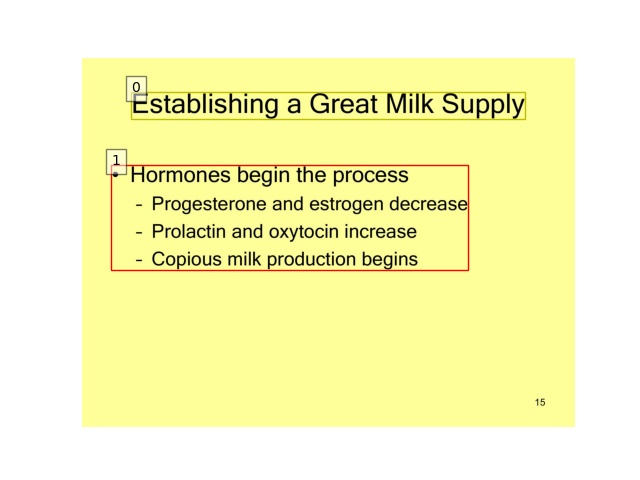 0
Establishing a Great Milk Supply
1
• Hormones begin the process
– Progesterone and estrogen decrease
– Prolactin and oxytocin increase
– Copious milk production begins
15